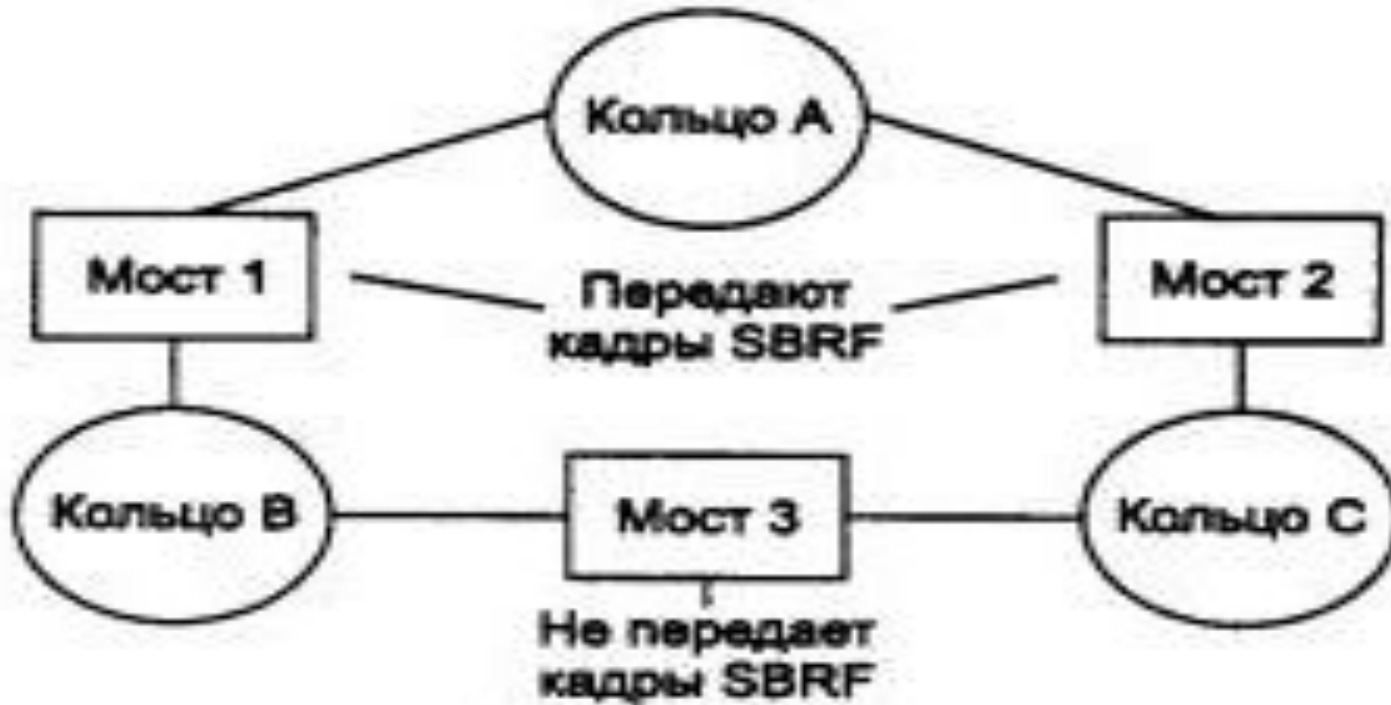 Кольцо A
Мост 1
Передают
кадры SBRF
Мост 2
Кольцо B
Мост 3
Кольцо C
Не передает
кадры SBRF